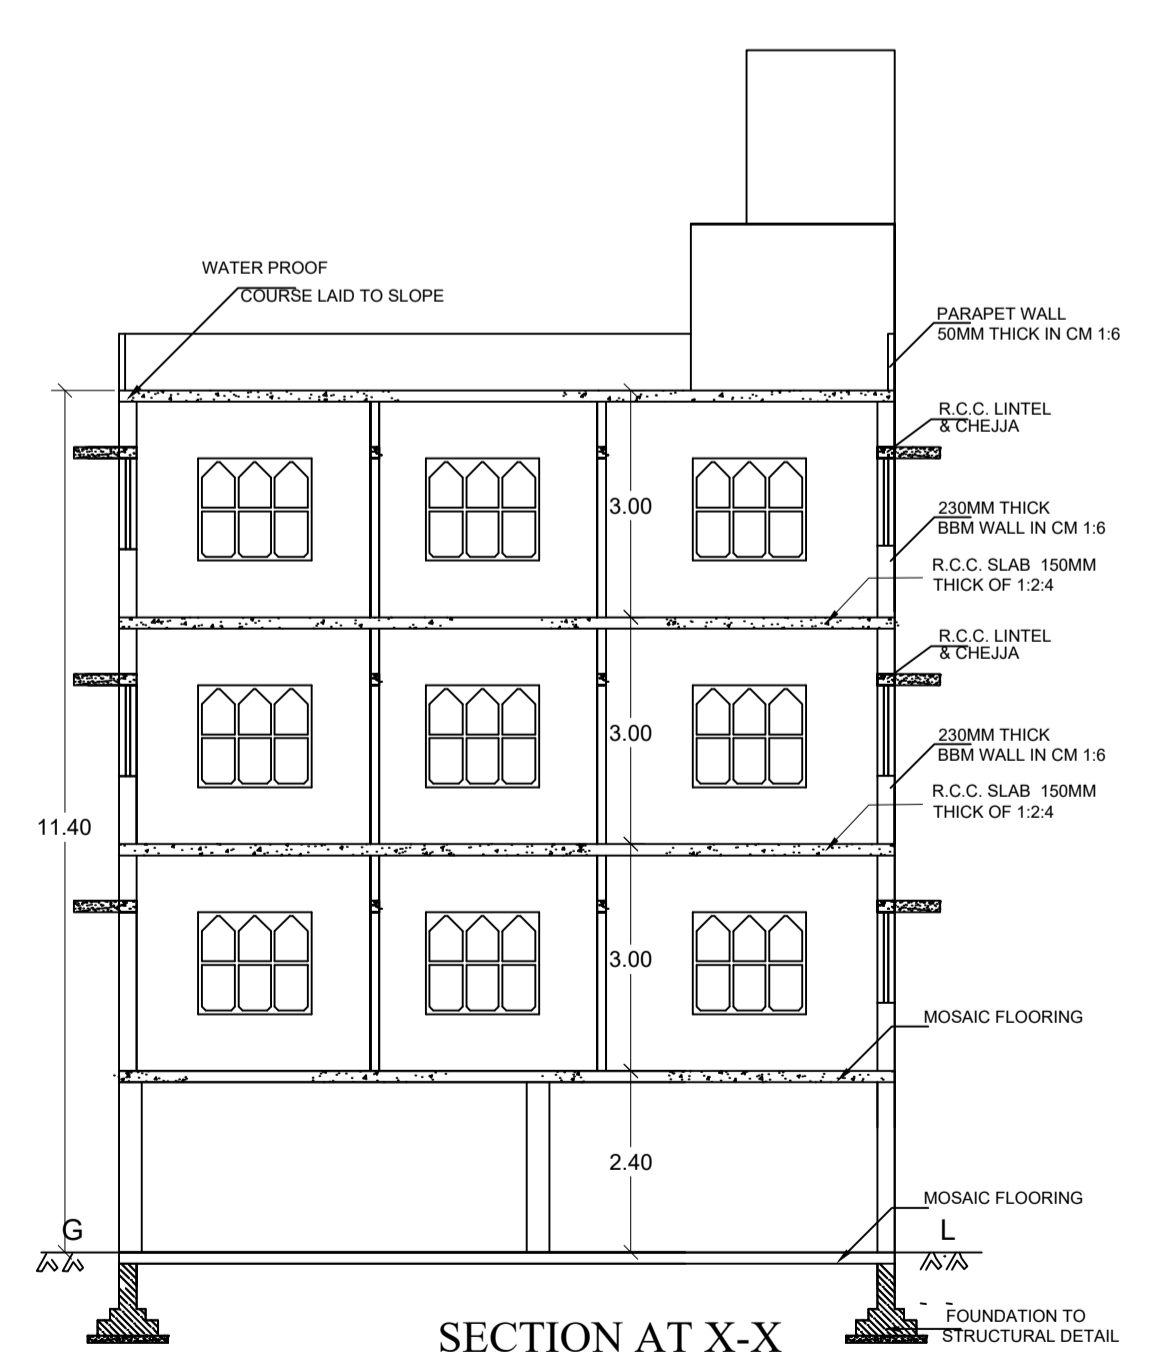 WATER PROOF
COURSE LAID TO SLOPE
PARAPET WALL
50MM THICK IN CM 1:6
R.C.C. LINTEL
& CHEJJA
3.00
230MM THICK
BBM WALL IN CM 1:6
R.C.C. SLAB 150MM
THICK OF 1:2:4
R.C.C. LINTEL
& CHEJJA
3.00
230MM THICK
BBM WALL IN CM 1:6
R.C.C. SLAB 150MM
THICK OF 1:2:4
11.40
3.00
MOSAIC FLOORING
2.40
MOSAIC FLOORING
G
L
FOUNDATION TO
STRUCTURAL DETAIL
SECTION AT X-X